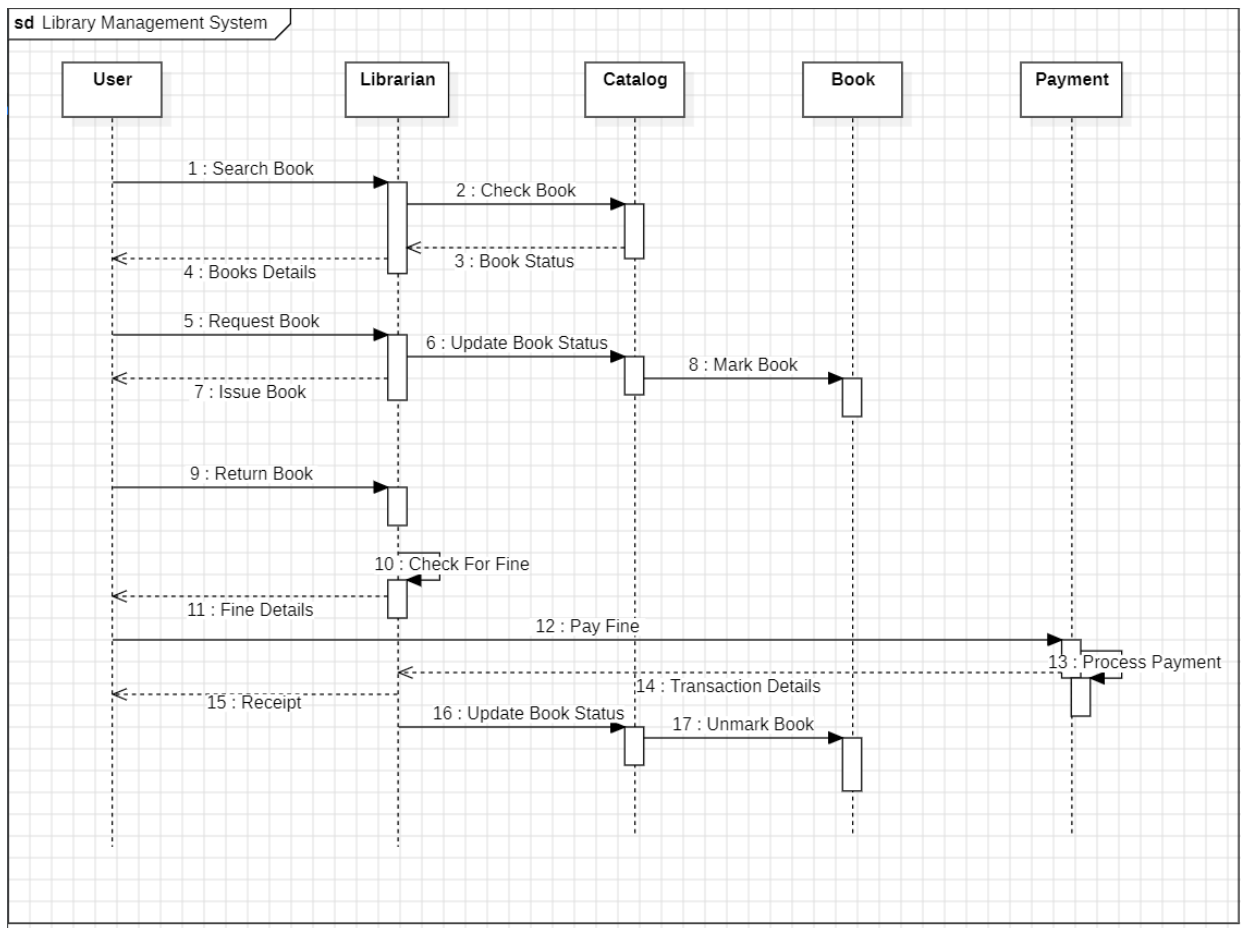 sd Library Management System
User
Librarian
Catalog
Book
Payment
1 : Search Book
2 : Check Book
3 : Book Status
4 : Books Details
5 : Request Book
6 : Update Book Status
8 : Mark Book
7 : Issue Book
9 : Return Book
10 : Check For Fine
11 : Fine Details
12 : Pay Fine
13 : Process Payment
14 : Transaction Details
15 : Receipt
16 : Update Book Status
17 : Unmark Book